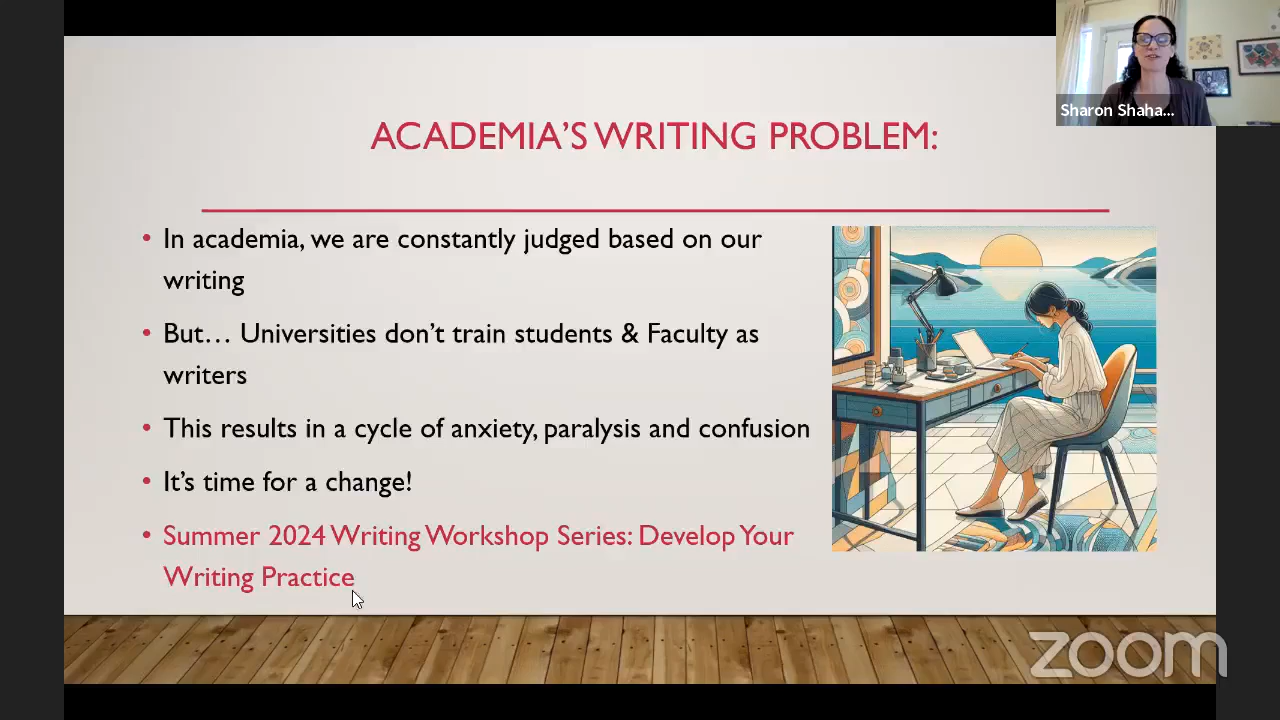 Sharon Shaha...
ACADEMIA’S WRITING PROBLEM:
• In academia, we are constantly judged based on our
writing
• But… Universities don’t train students & Faculty as
writers
• This results in a cycle of anxiety, paralysis and confusion
• It’s time for a change!
• Summer 2024 Writing Workshop Series: Develop Your
Writing Practice
zoom